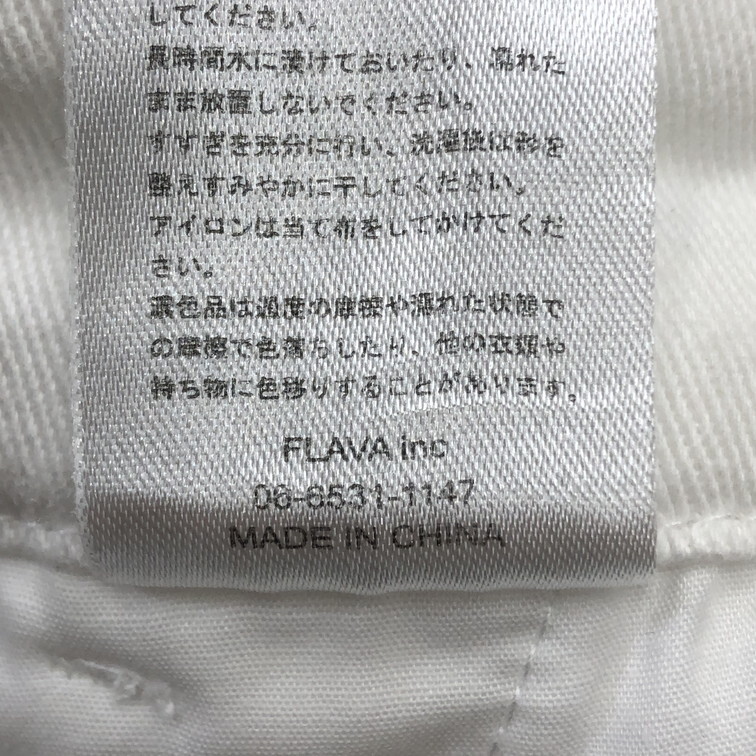 してください。
長時間水に漬けておいたり、濡れた
まま放置しないでください。
すすぎを充分に行い、洗濯後は形を
整えすみやかに干してください。
アイロンは当て布をしてかけてくだ
さい。
濃色品は過度の摩擦や濡れた状態で
の摩擦で色落ちしたり、他の衣類や
持ち物に色移りすることがあります。
FLAVA inc
06-6531-1147
MADE IN CHINA